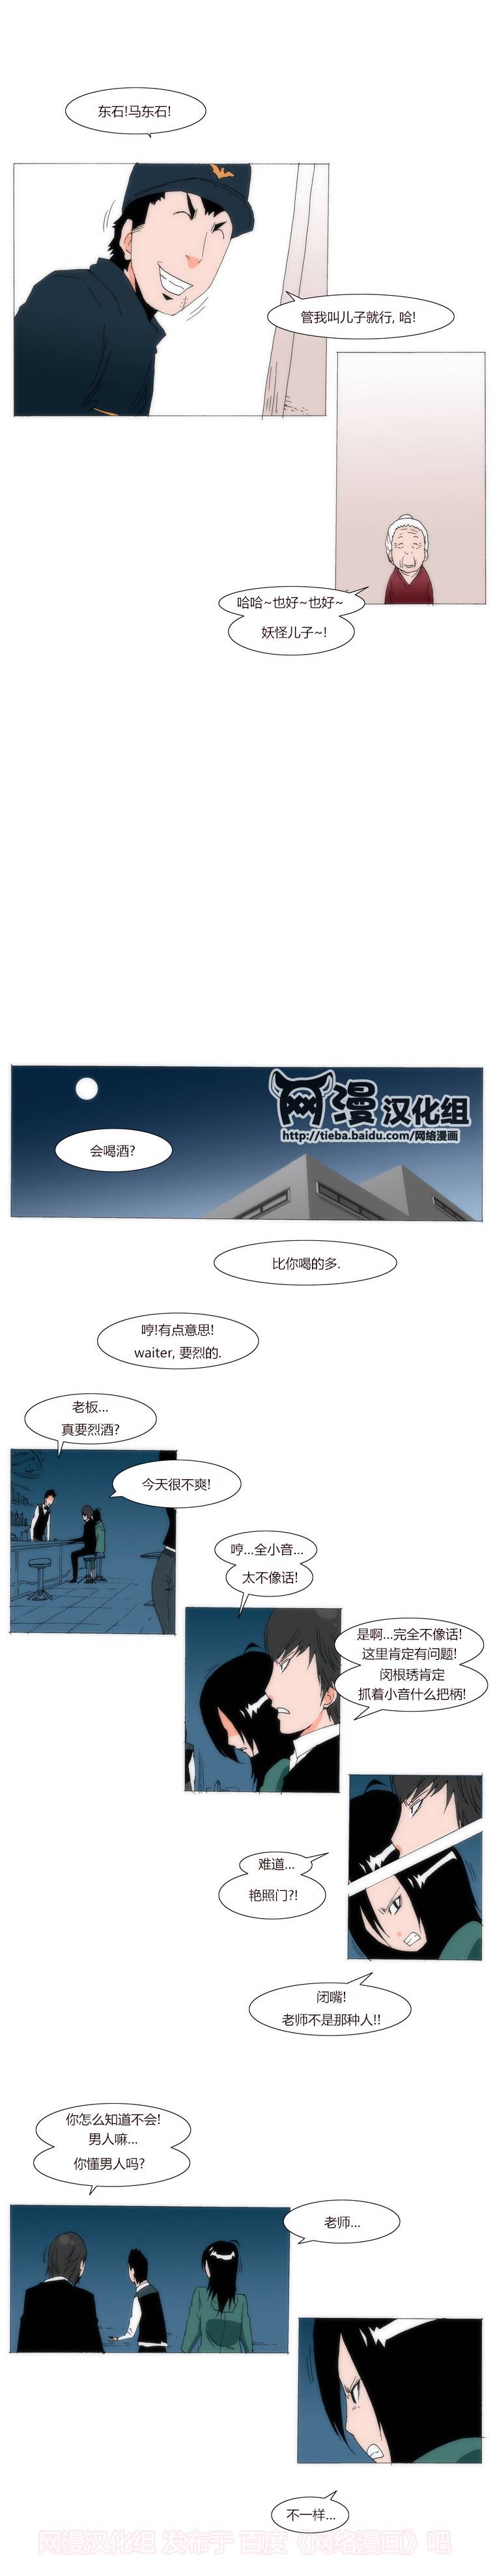 东石!马东石!
管我叫儿子就行, 哈!
哈哈~也好~也好~
妖怪儿子~!
网漫汉化组
http://tieba.baidu.com/网络漫画
会喝酒?
比你喝的多.
哼!有点意思!
waiter, 要烈的.
老板...
真要烈酒?
今天很不爽!
哼...全小音...
太不像话!
是啊...完全不像话!
这里肯定有问题!
闵根琇肯定
抓着小音什么把柄!
难道...
艳照门?!
闭嘴!
老师不是那种人!!
你怎么知道不会!
男人嘛...
你懂男人吗?
老师...
不一样...
网漫汉化组 发布于 百度《网络漫画》吧